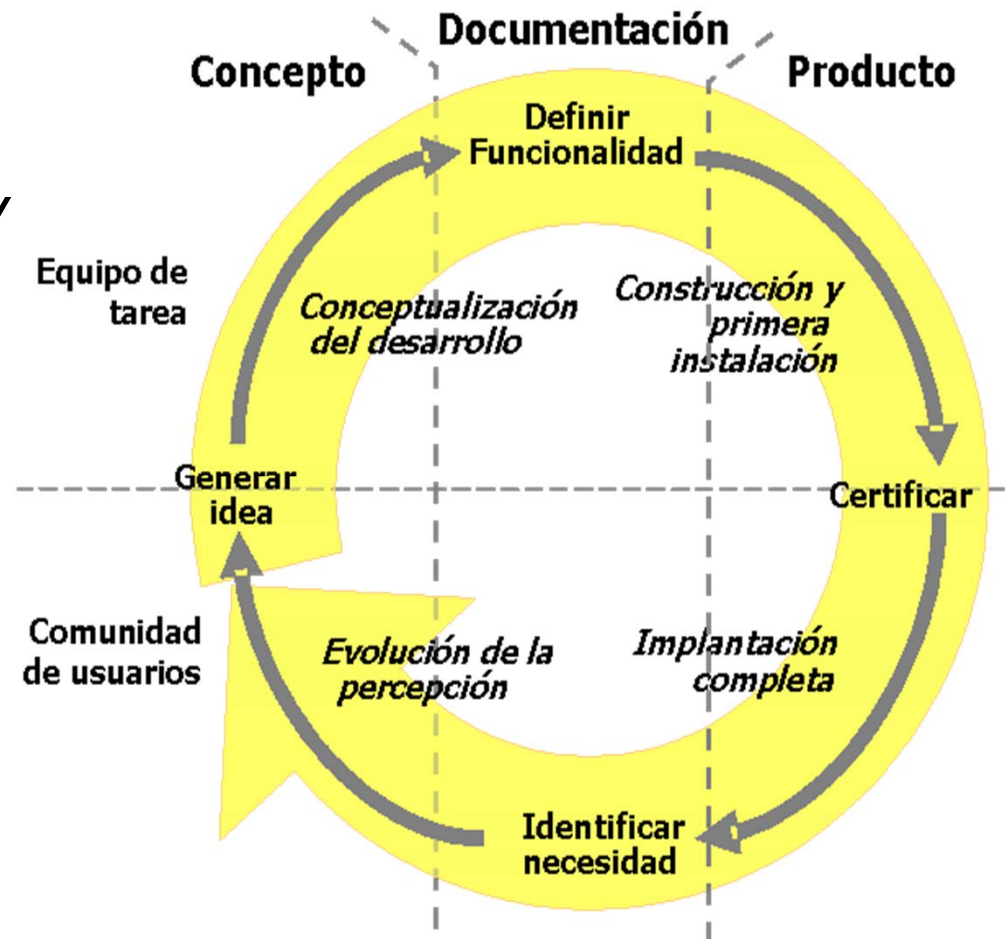 Documentación
Concepto
Producto
Definir
Funcionalidad
y
Equipo de
tarea
Conceptualización
del desarrollo
Construcción y
primera
instalación
Generar
idea
Certificar
Comunidad
de usuarios
Evolución de la
percepción
Implantación
completa
Identificar
necesidad